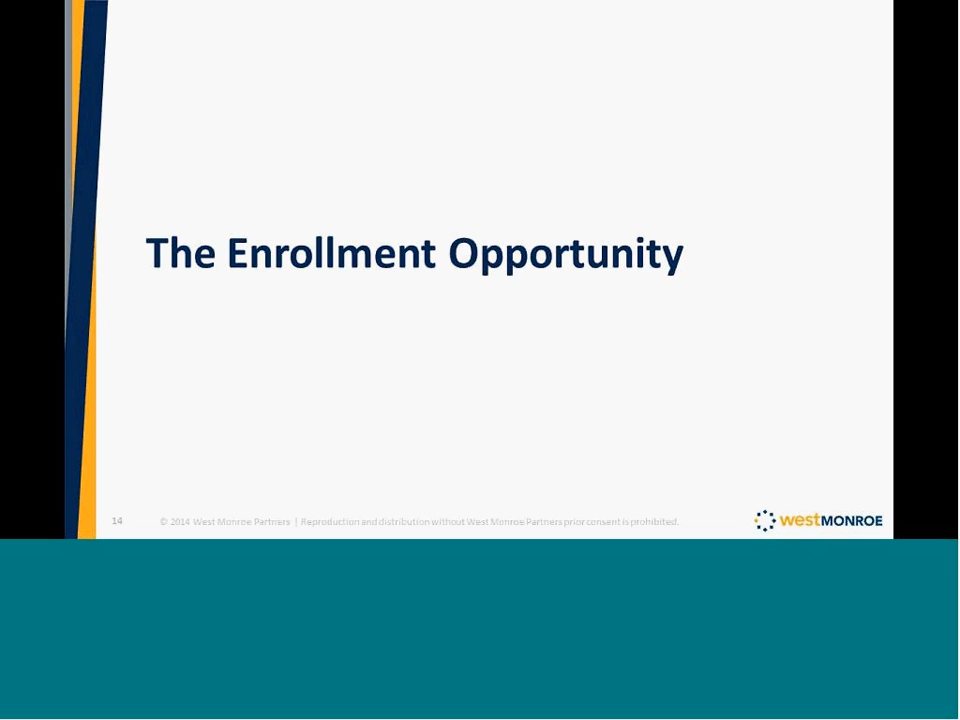 The Enrollment Opportunity
14 © 2014 West Monroe Partners | Reproduction and distribution without West Monroe Partners prior consent is prohibited.
westMONROE